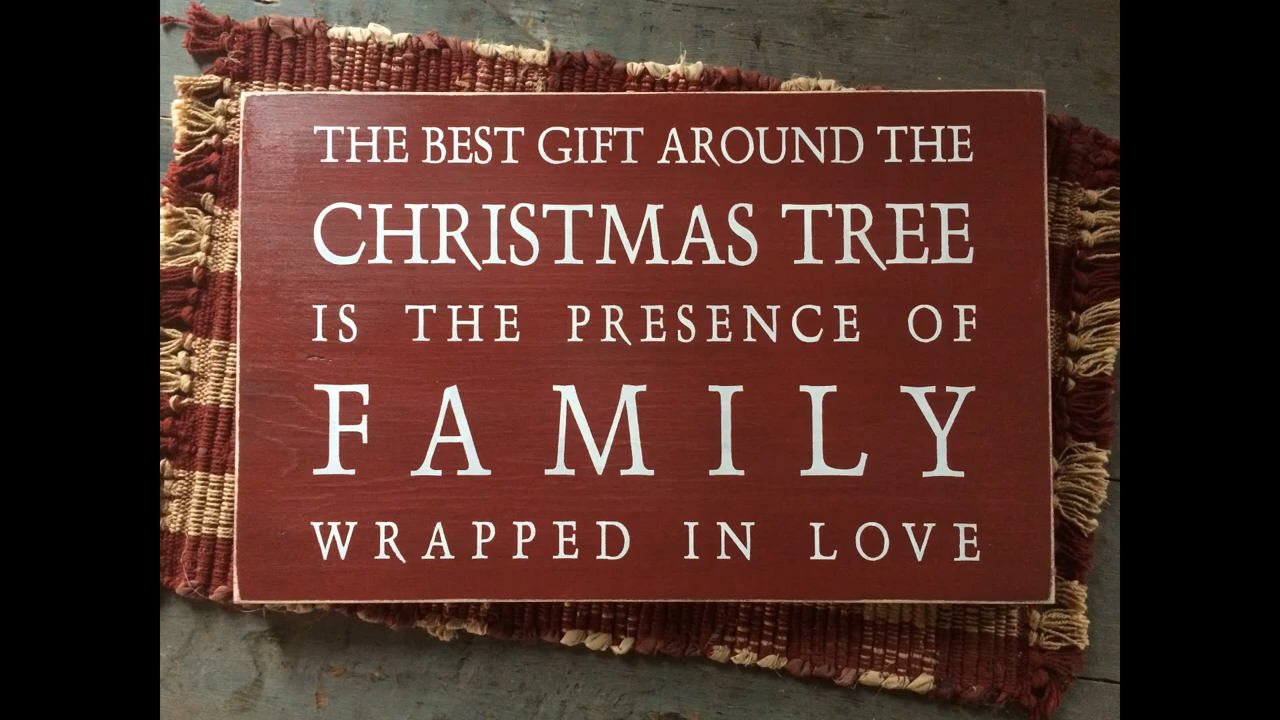 THE BEST GIFT AROUND THE
CHRISTMAS TREE
IS THE PRESENCE OF
FAMILY
WRAPPED IN LOVE